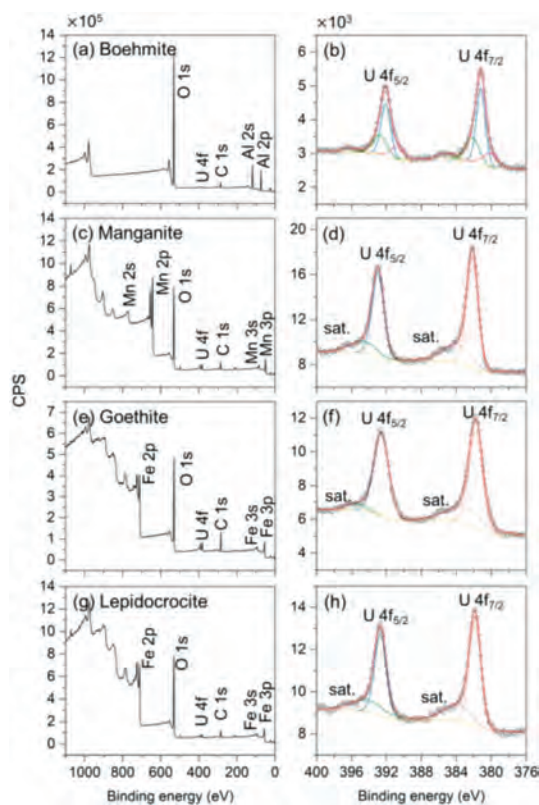 ×10⁵
×10³
(a) Boehmite
O 1s
U 4f
C 1s
Al 2s
Al 2p
14
12
10
8
6
4
2
0
(b)
U 4f5/2
U 4f7/2
6
5
4
3
2
(c) Manganite
Mn 2s
Mn 2p
O 1s
U 4f
C 1s
Mn 3s
Mn 3p
14
12
10
8
6
4
2
0
(d)
U 4f5/2
U 4f7/2
sat.
sat.
20
16
12
8
CPS
(e) Goethite
Fe 2p
O 1s
U 4f
C 1s
Fe 3s
Fe 3p
7
6
5
4
3
2
1
0
(f)
U 4f5/2
U 4f7/2
sat.
sat.
12
10
8
6
4
(g) Lepidocrocite
Fe 2p
O 1s
U 4f
C 1s
Fe 3s
Fe 3p
14
12
10
8
6
4
2
0
(h)
U 4f5/2
U 4f7/2
sat.
sat.
14
12
10
8
6
1000 800 600 400 200 0
400 396 392 388 384 380 376
Binding energy (eV)
Binding energy (eV)